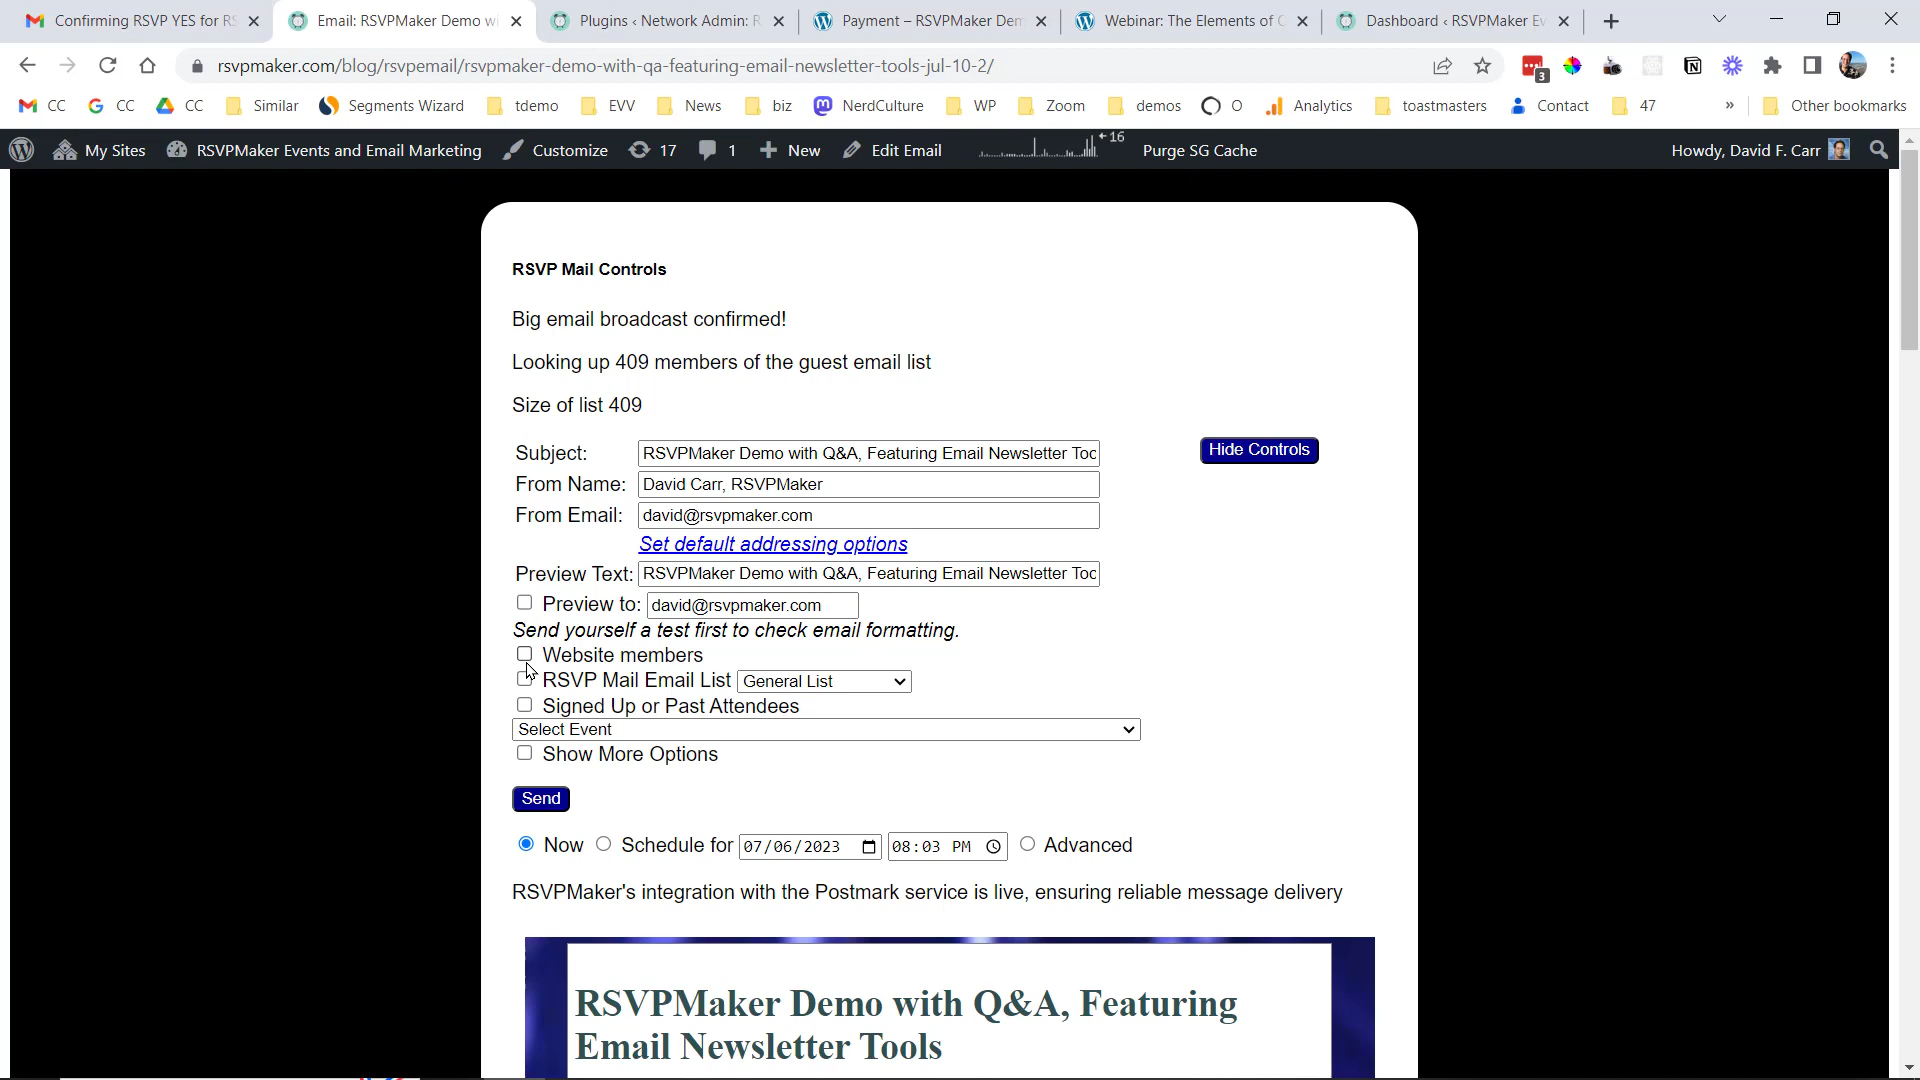 Confirming RSVP YES for RS
Email: RSVPMaker Demo wi
Plugins ‹ Network Admin: R
Payment – RSVPMaker Dem
Webinar: The Elements of C
Dashboard ‹ RSVPMaker Ev
rsvpmaker.com/blog/rsvpemail/rsvpmaker-demo-with-qa-featuring-email-newsletter-tools-jul-10-2/
3
CC CC CC Similar Segments Wizard tdemo EVV News biz NerdCulture WP Zoom demos O Analytics toastmasters Contact 47 » Other bookmarks
My Sites RSVPMaker Events and Email Marketing Customize 17 1 New Edit Email 16 Purge SG Cache Howdy, David F. Carr
RSVP Mail Controls
Big email broadcast confirmed!
Looking up 409 members of the guest email list
Size of list 409
Subject: RSVPMaker Demo with Q&A, Featuring Email Newsletter Too
Hide Controls
From Name: David Carr, RSVPMaker
From Email: david@rsvpmaker.com
Set default addressing options
Preview Text: RSVPMaker Demo with Q&A, Featuring Email Newsletter Too
Preview to: david@rsvpmaker.com
Send yourself a test first to check email formatting.
Website members
RSVP Mail Email List General List
Signed Up or Past Attendees
Select Event
Show More Options
Send
Now Schedule for 07/06/2023 08:03 PM Advanced
RSVPMaker's integration with the Postmark service is live, ensuring reliable message delivery
RSVPMaker Demo with Q&A, Featuring
Email Newsletter Tools